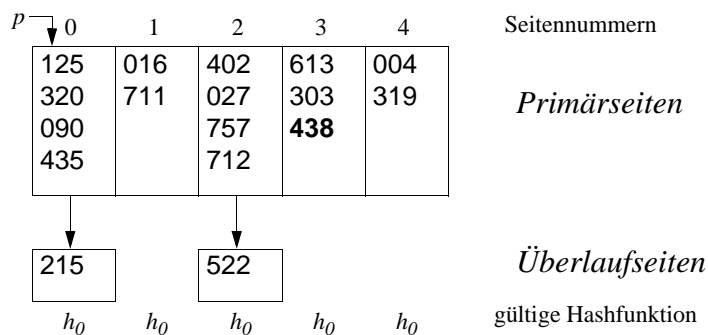 p 0 1 2 3 4 Seitennummern
125 016 402 613 004
320 711 027 303 319 Primärseiten
090 757 438
435 712
215 522 Überlaufseiten
h0 h0 h0 h0 h0 gültige Hashfunktion